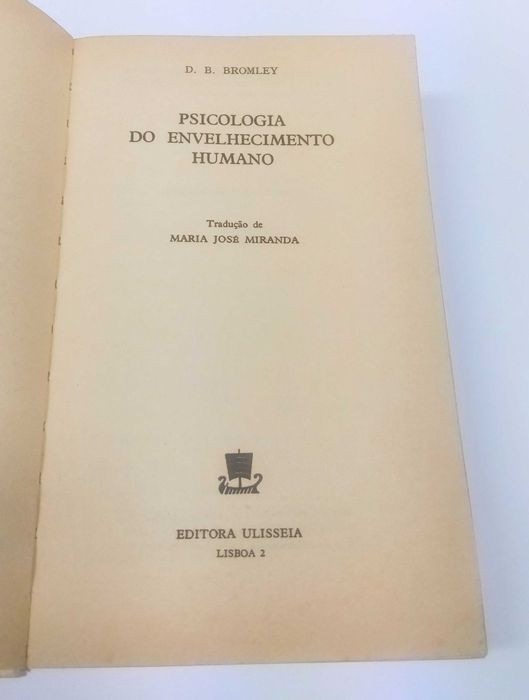 D. B. BROMLEY
PSICOLOGIA
DO ENVELHECIMENTO
HUMANO
Tradução de
MARIA JOSÉ MIRANDA
EDITORA ULISSEIA
LISBOA 2